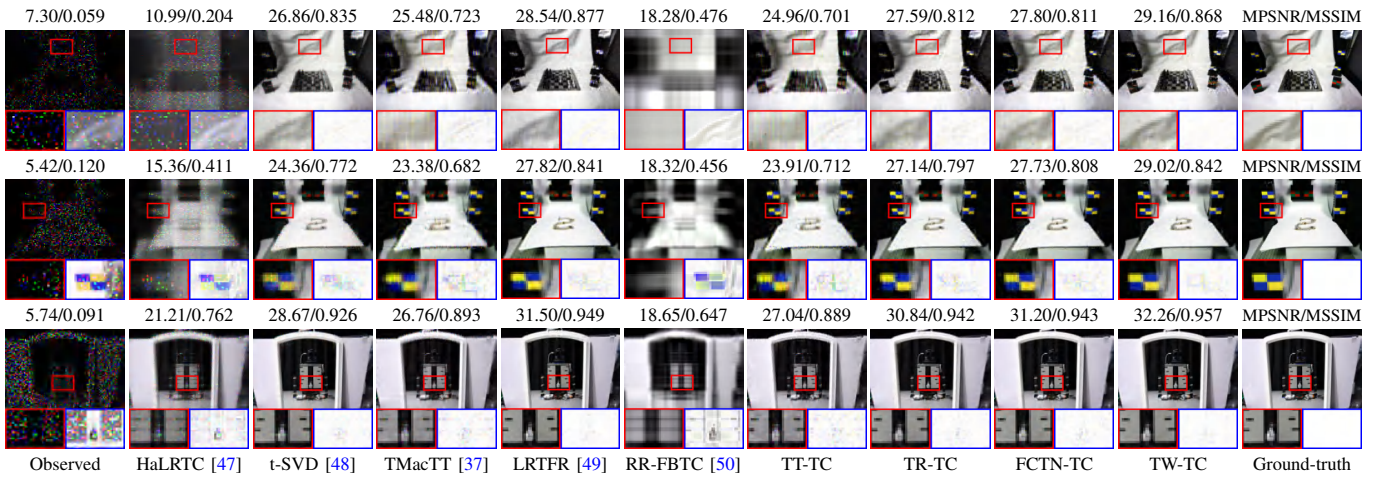 7.30/0.059 10.99/0.204 26.86/0.835 25.48/0.723 28.54/0.877 18.28/0.476 24.96/0.701 27.59/0.812 27.80/0.811 29.16/0.868 MPSNR/MSSIM
5.42/0.120 15.36/0.411 24.36/0.772 23.38/0.682 27.82/0.841 18.32/0.456 23.91/0.712 27.14/0.797 27.73/0.808 29.02/0.842 MPSNR/MSSIM
5.74/0.091 21.21/0.762 28.67/0.926 26.76/0.893 31.50/0.949 18.65/0.647 27.04/0.889 30.84/0.942 31.20/0.943 32.26/0.957 MPSNR/MSSIM
Observed HaLRTC [47] t-SVD [48] TMacTT [37] LRTFR [49] RR-FBTC [50] TT-TC TR-TC FCTN-TC TW-TC Ground-truth